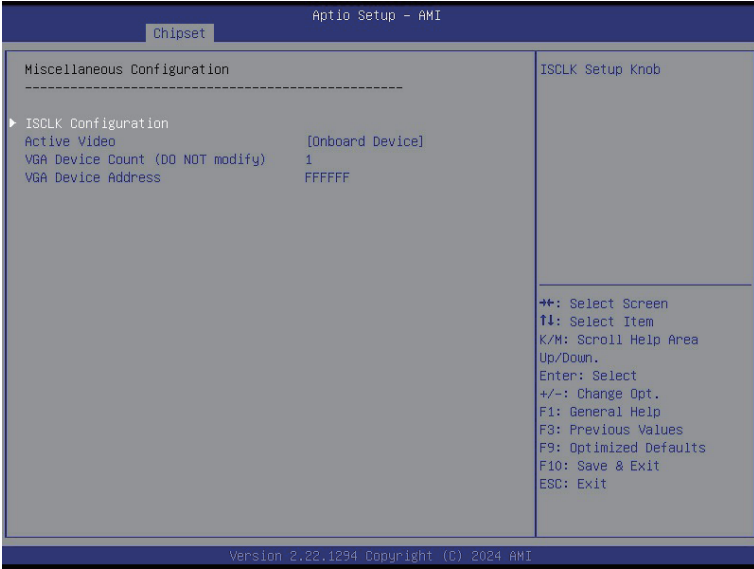 Aptio Setup – AMI
Chipset
Miscellaneous Configuration
--------------------------------------------------
▶ ISCLK Configuration
Active Video [Onboard Device]
VGA Device Count (DO NOT modify) 1
VGA Device Address FFFFFF
ISCLK Setup Knob
→←: Select Screen
↑↓: Select Item
K/M: Scroll Help Area
Up/Down.
Enter: Select
+/-: Change Opt.
F1: General Help
F3: Previous Values
F9: Optimized Defaults
F10: Save & Exit
ESC: Exit
Version 2.22.1294 Copyright (C) 2024 AMI